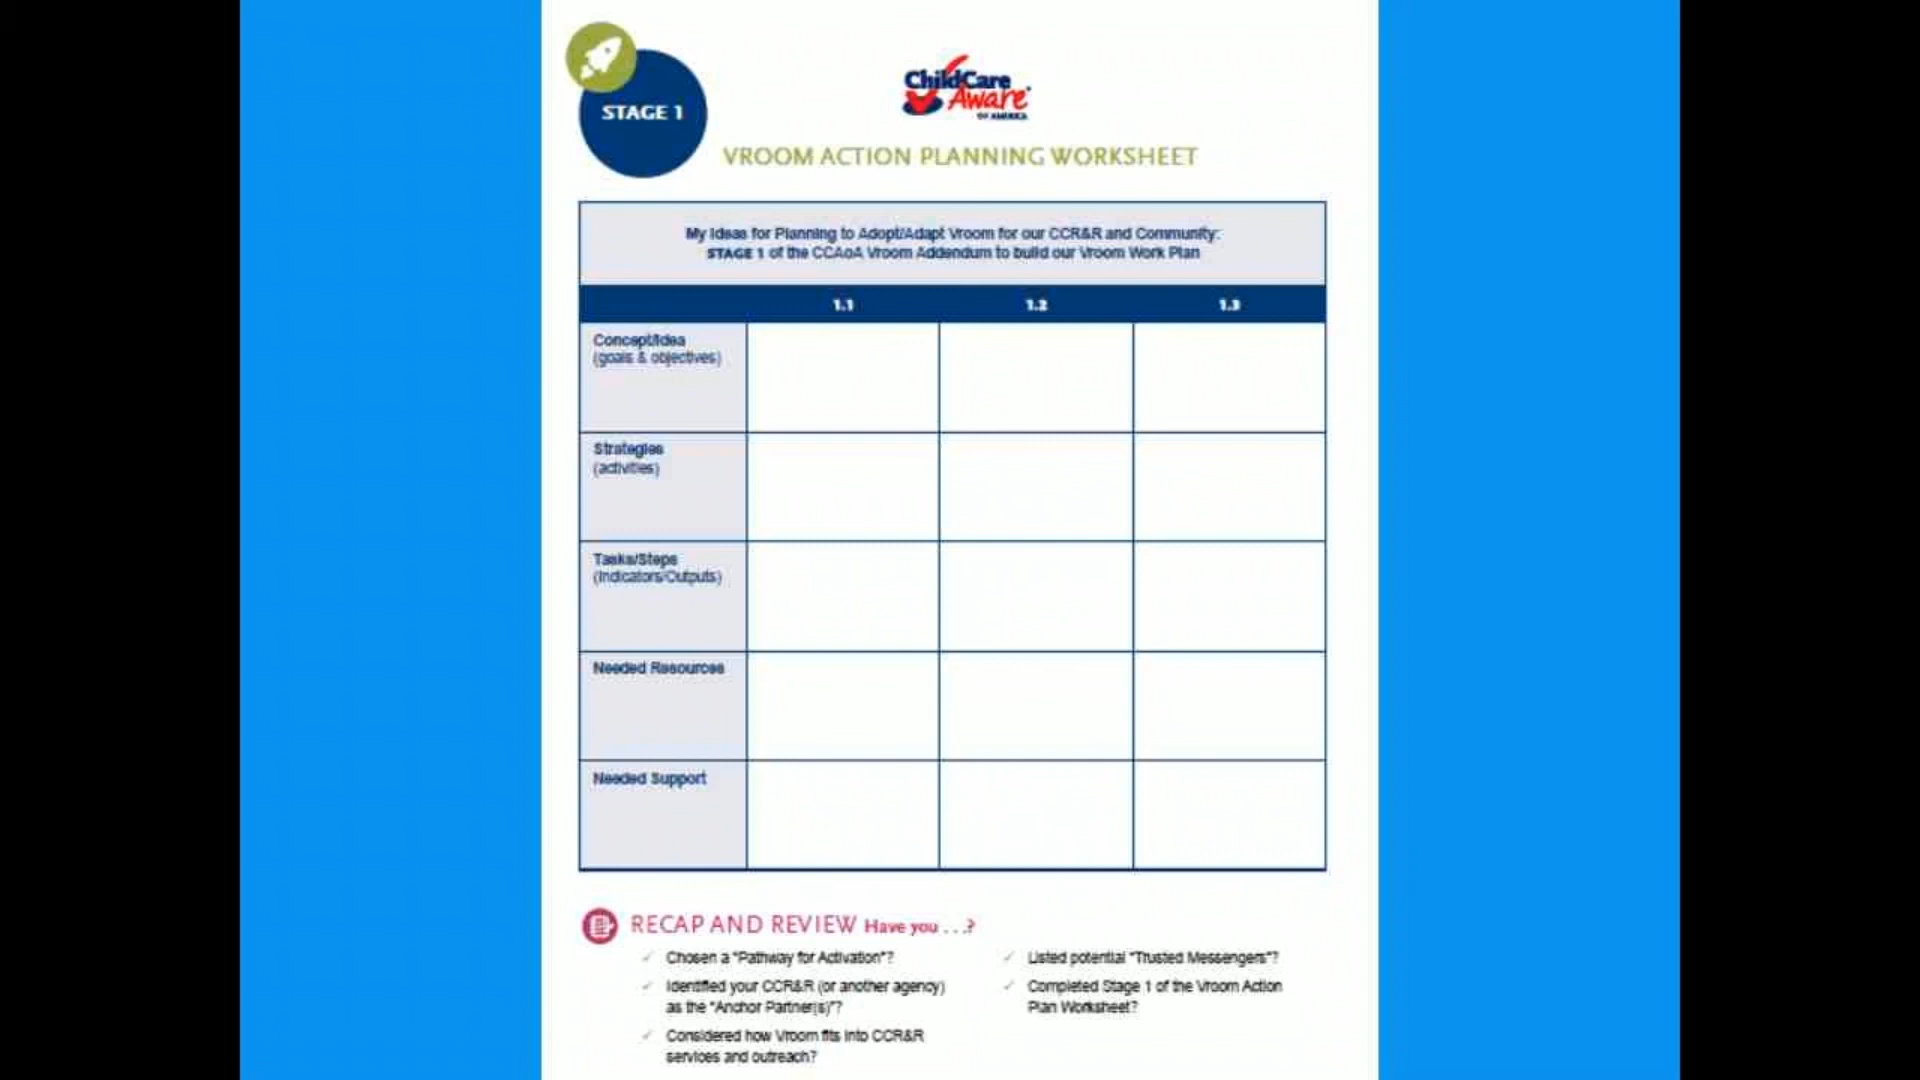 STAGE 1
ChildCare
Aware
OF AMERICA
VROOM ACTION PLANNING WORKSHEET
My Ideas for Planning to Adopt/Adapt Vroom for our CCR&R and Community:
STAGE 1 of the CCAoA Vroom Addendum to build our Vroom Work Plan
1.1 1.2 1.3
Concept/Idea
(goals & objectives)
Strategies
(activities)
Tasks/Steps
(Indicators/Outputs)
Needed Resources
Needed Support
RECAP AND REVIEW Have you . . .?
✓ Chosen a "Pathway for Activation"?
✓ Identified your CCR&R (or another agency)
as the "Anchor Partner(s)"?
✓ Considered how Vroom fits into CCR&R
services and outreach?
✓ Listed potential "Trusted Messengers"?
✓ Completed Stage 1 of the Vroom Action
Plan Worksheet?